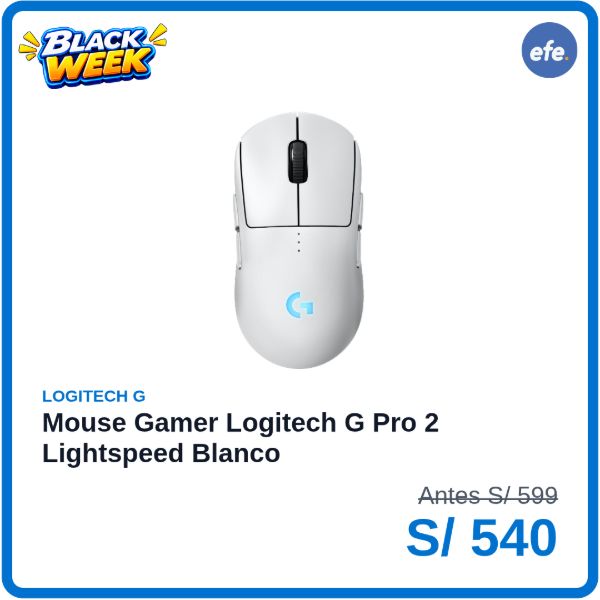 BLACK
WEEK
efe.
LOGITECH G
Mouse Gamer Logitech G Pro 2
Lightspeed Blanco
Antes S/ 599
S/ 540